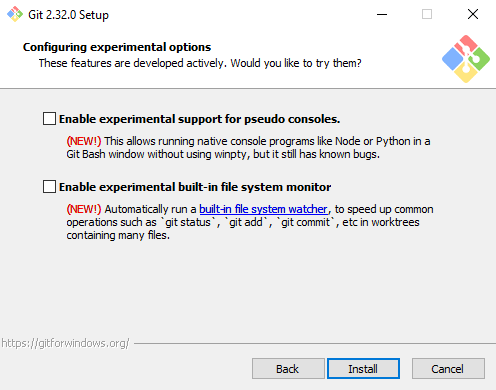 Git 2.32.0 Setup
Configuring experimental options
These features are developed actively. Would you like to try them?
Enable experimental support for pseudo consoles.
(NEW!) This allows running native console programs like Node or Python in a
Git Bash window without using winpty, but it still has known bugs.
Enable experimental built-in file system monitor
(NEW!) Automatically run a built-in file system watcher, to speed up common
operations such as `git status`, `git add`, `git commit`, etc in worktrees
containing many files.
https://gitforwindows.org/
Back
Install
Cancel